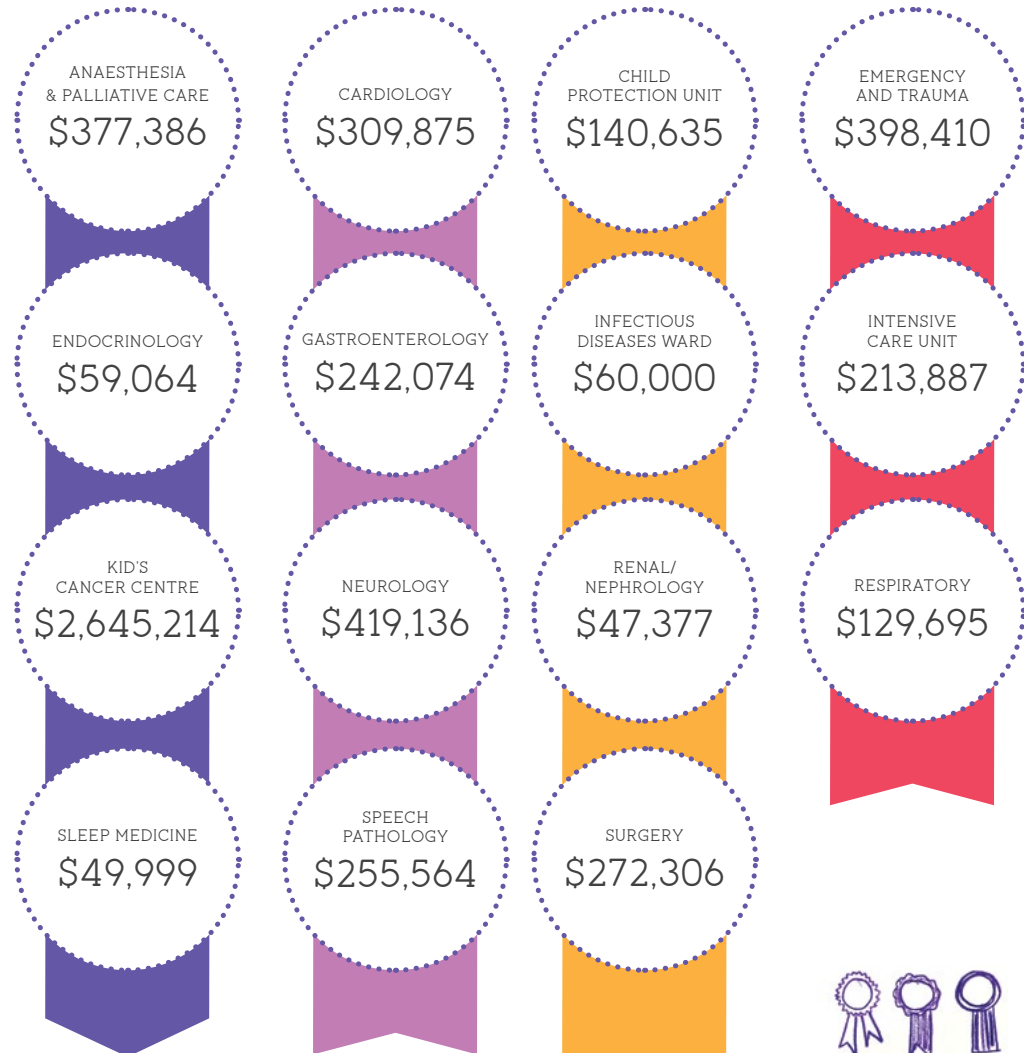 ANAESTHESIA
& PALLIATIVE CARE
$377,386
CARDIOLOGY
$309,875
CHILD
PROTECTION UNIT
$140,635
EMERGENCY
AND TRAUMA
$398,410
ENDOCRINOLOGY
$59,064
GASTROENTEROLOGY
$242,074
INFECTIOUS
DISEASES WARD
$60,000
INTENSIVE
CARE UNIT
$213,887
KID'S
CANCER CENTRE
$2,645,214
NEUROLOGY
$419,136
RENAL/
NEPHROLOGY
$47,377
RESPIRATORY
$129,695
SLEEP MEDICINE
$49,999
SPEECH
PATHOLOGY
$255,564
SURGERY
$272,306